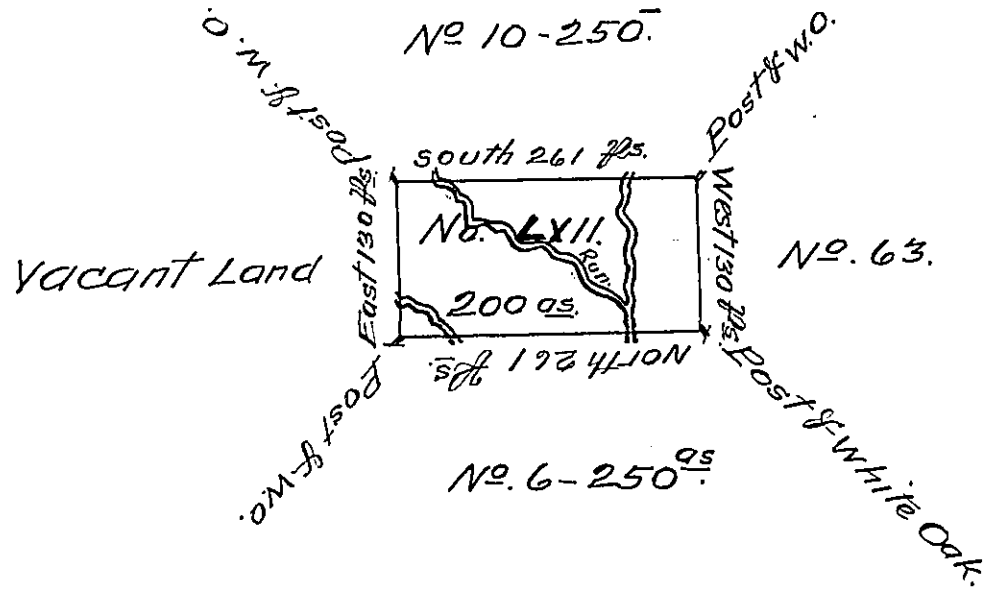 Nº 10-250.
Post & W.O.
Post & W.O.
South 261 ps.
East 130 ps.
West 130 ps.
No. LXII.
Run
200 as.
Vacant Land
Nº. 63.
North 261 ps.
Post & W.O.
Post & White Oak.
Nº. 6-250 as.